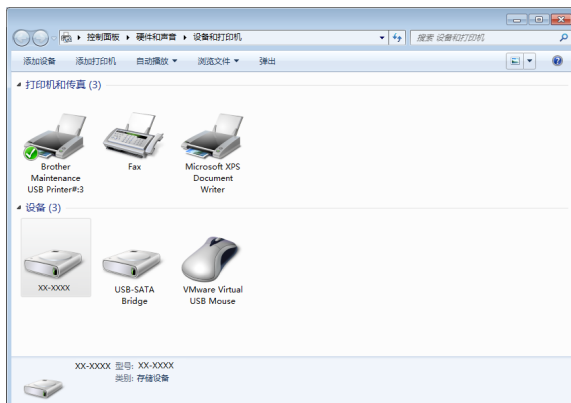 控制面板 硬件和声音 设备和打印机
搜索 设备和打印机
添加设备 添加打印机 自动播放 浏览文件 弹出
打印机和传真 (3)
Brother
Maintenance
USB Printer#:3
Fax
Microsoft XPS
Document
Writer
设备 (3)
XX-XXXX
USB-SATA
Bridge
VMware Virtual
USB Mouse
XX-XXXX 型号: XX-XXXX
类别: 存储设备